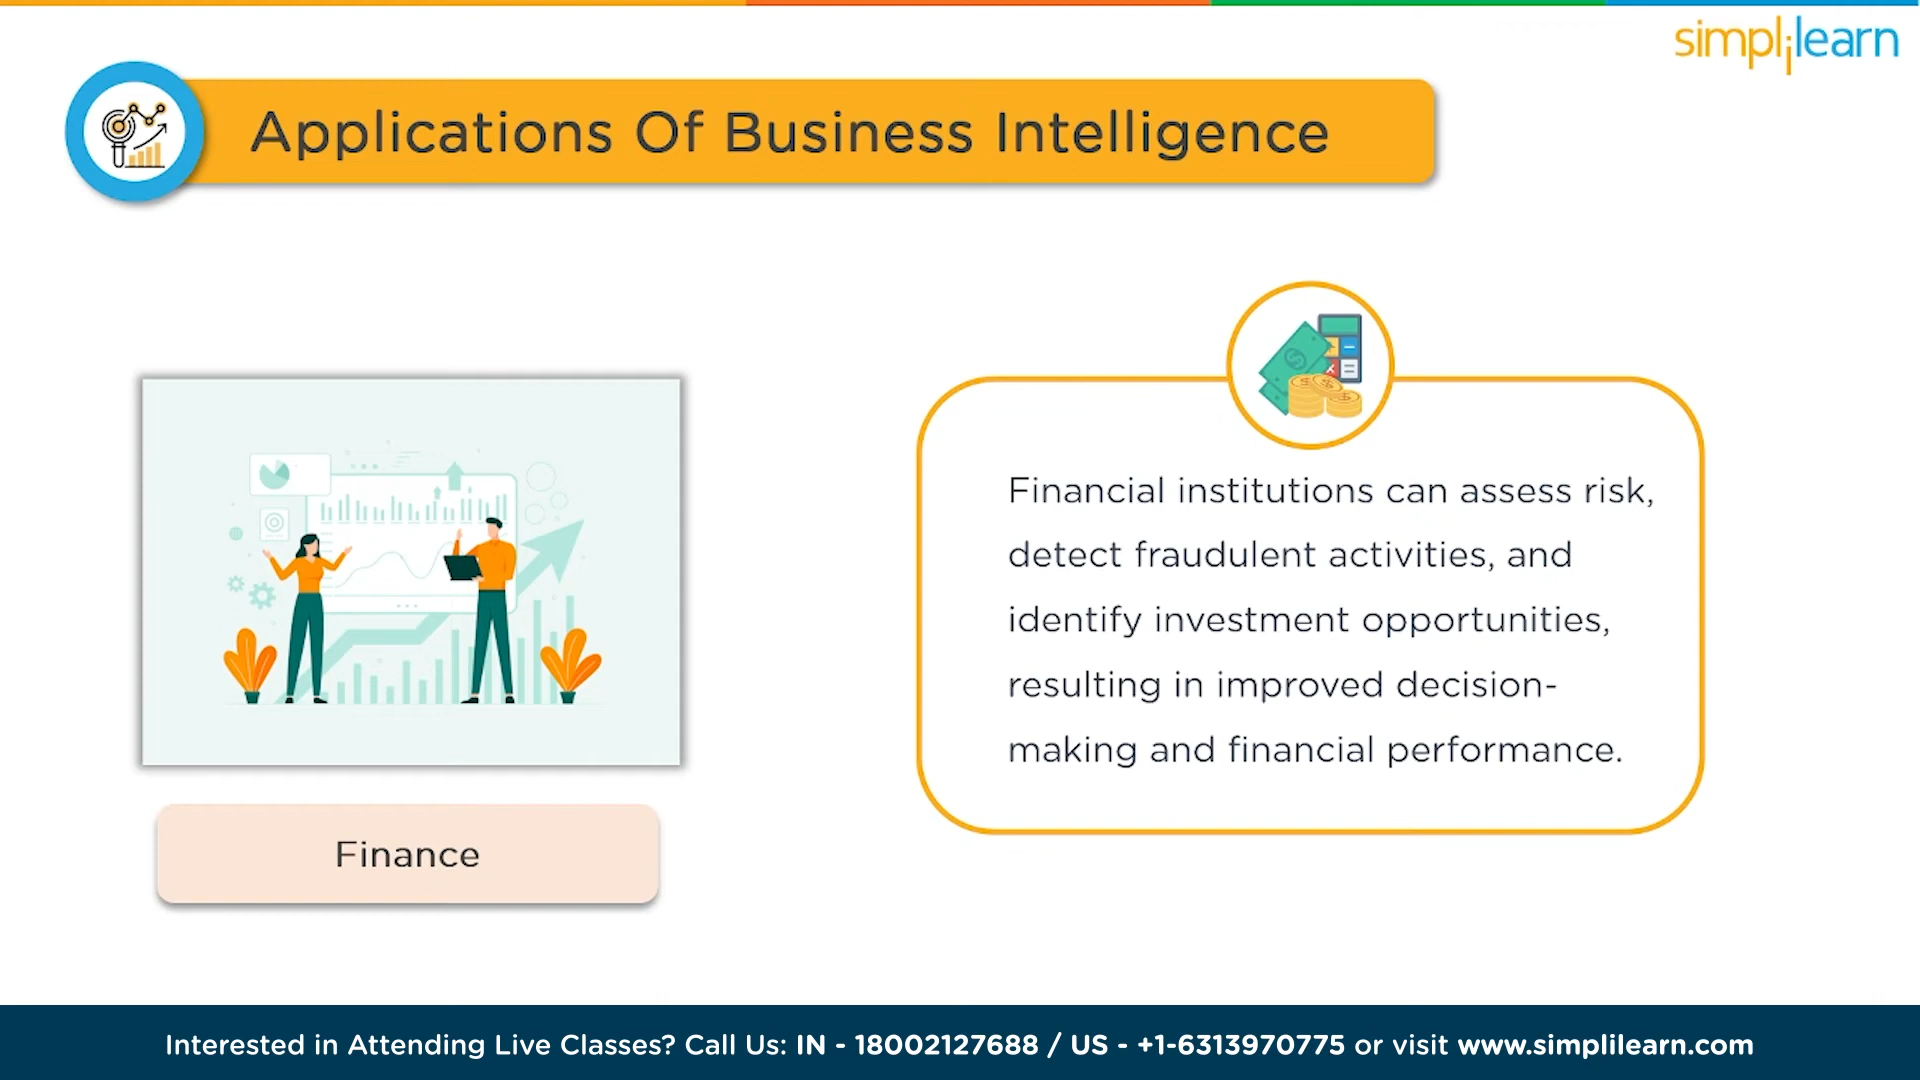 simplilearn
Applications Of Business Intelligence
Financial institutions can assess risk,
detect fraudulent activities, and
identify investment opportunities,
resulting in improved decision-
making and financial performance.
Finance
Interested in Attending Live Classes? Call Us: IN - 18002127688 / US - +1-6313970775 or visit www.simplilearn.com